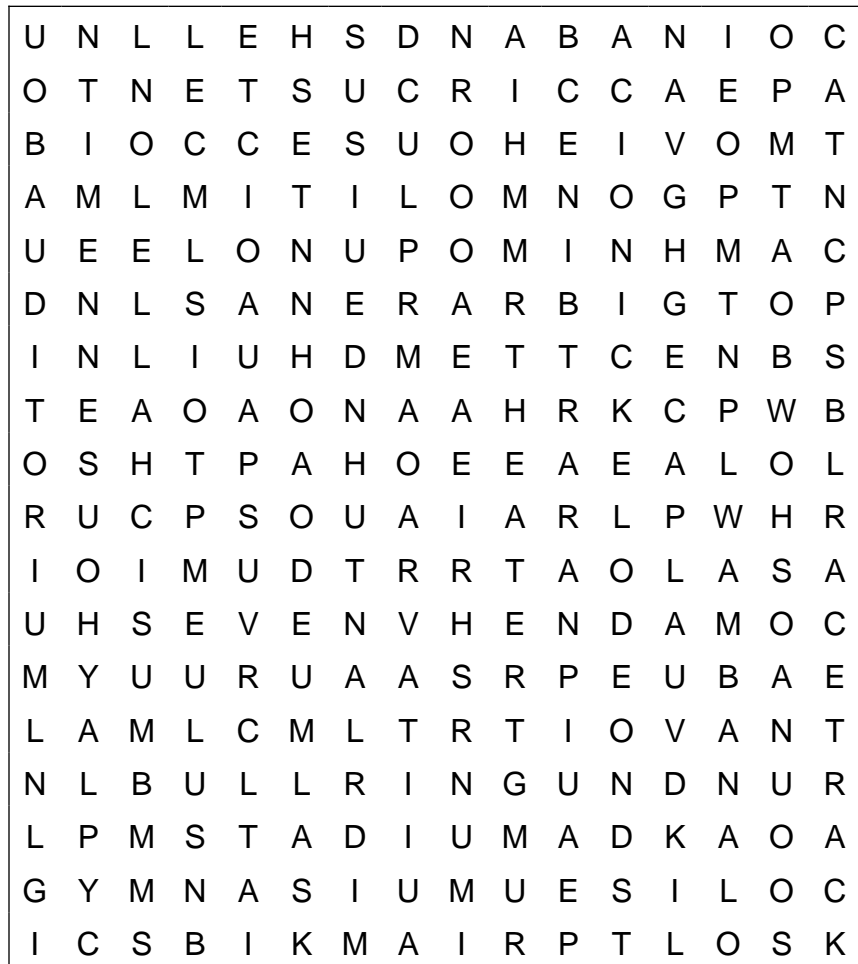 U N L L E H S D N A B A N I O C
O T N E T S U C R I C C A E P A
B I O C C E S U O H E I V O M T
A M L M I T I L O M N O G P T N
U E E L O N U P O M I N H M A C
D N L S A N E R A R B I G T O P
I N L I U H D M E T T C E N B S
T E A O A O N A A H R K C P W B
O S H T P A H O E E A E A L O L
R U C P S O U A I A R L P W H R
I O I M U D T R R T A O L A S A
U H S E V E N V H E N D A M O C
M Y U U R U A A S R P E U B A E
L A M L C M L T R T I O V A N T
N L B U L L R I N G U N D N U R
L P M S T A D I U M A D K A O A
G Y M N A S I U M U E S I L O C
I C S B I K M A I R P T L O S K